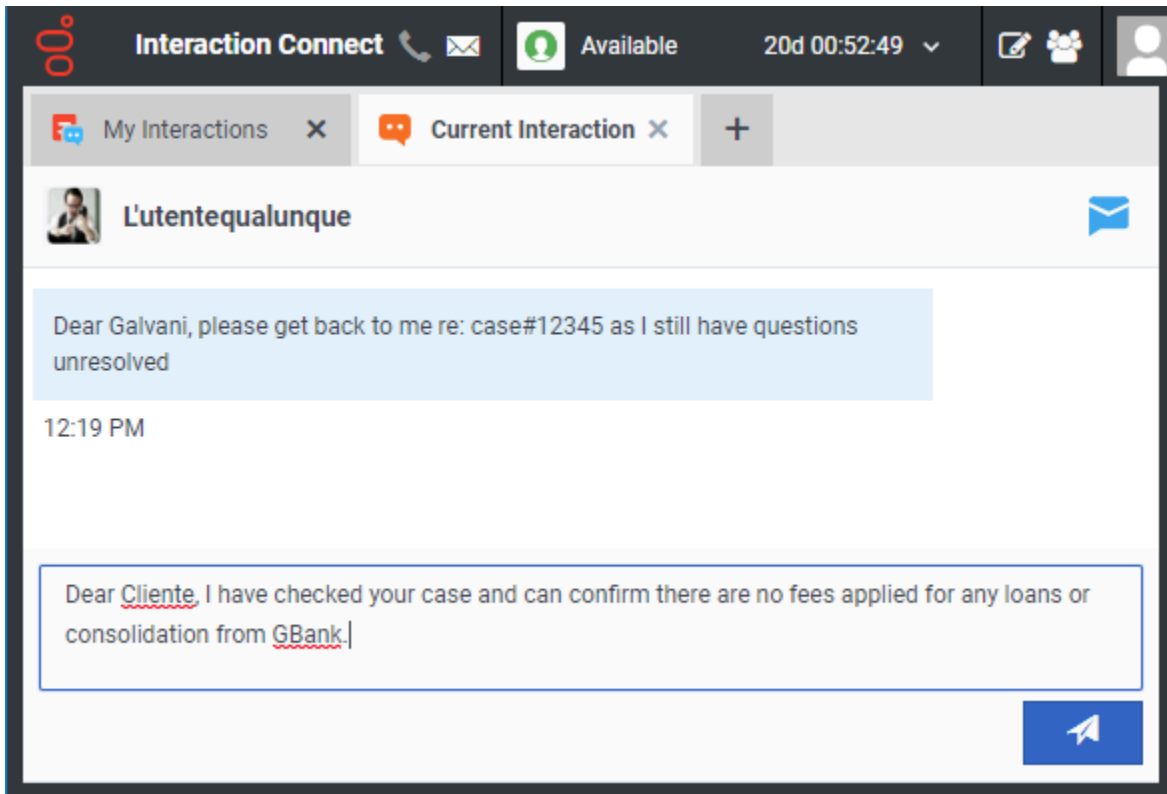 Interaction Connect Available 20d 00:52:49
My Interactions Current Interaction
L'utentequalunque
Dear Galvani, please get back to me re: case#12345 as I still have questions
unresolved
12:19 PM
Dear Cliente, I have checked your case and can confirm there are no fees applied for any loans or
consolidation from GBank.